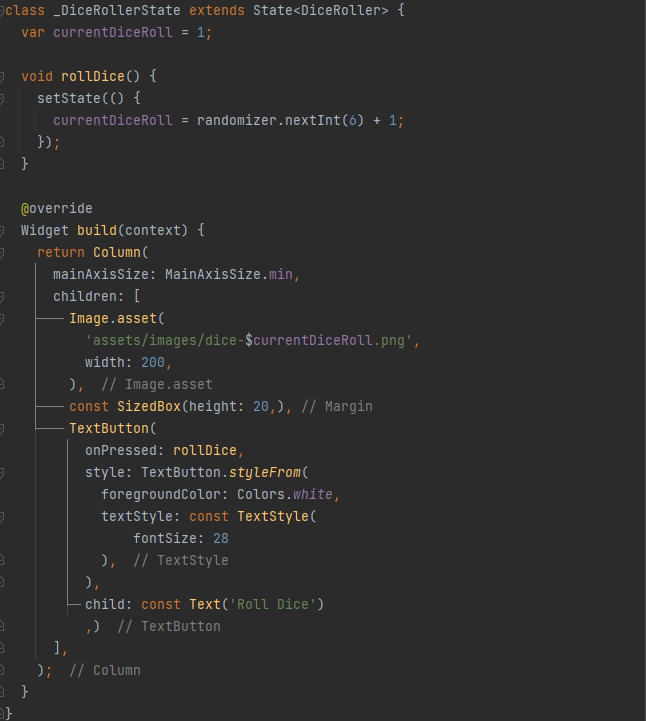 class _DiceRollerState extends State<DiceRoller> {
  var currentDiceRoll = 1;

  void rollDice() {
    setState(() {
      currentDiceRoll = randomizer.nextInt(6) + 1;
    });
  }

  @override
  Widget build(context) {
    return Column(
      mainAxisSize: MainAxisSize.min,
      children: [
        Image.asset(
          'assets/images/dice-$currentDiceRoll.png',
          width: 200,
        ),  // Image.asset
        const SizedBox(height: 20,), // Margin
        TextButton(
          onPressed: rollDice,
          style: TextButton.styleFrom(
            foregroundColor: Colors.white,
            textStyle: const TextStyle(
                fontSize: 28
            ),  // TextStyle
          ),
          child: const Text('Roll Dice')
          ,)  // TextButton
      ],
    );  // Column
  }
}